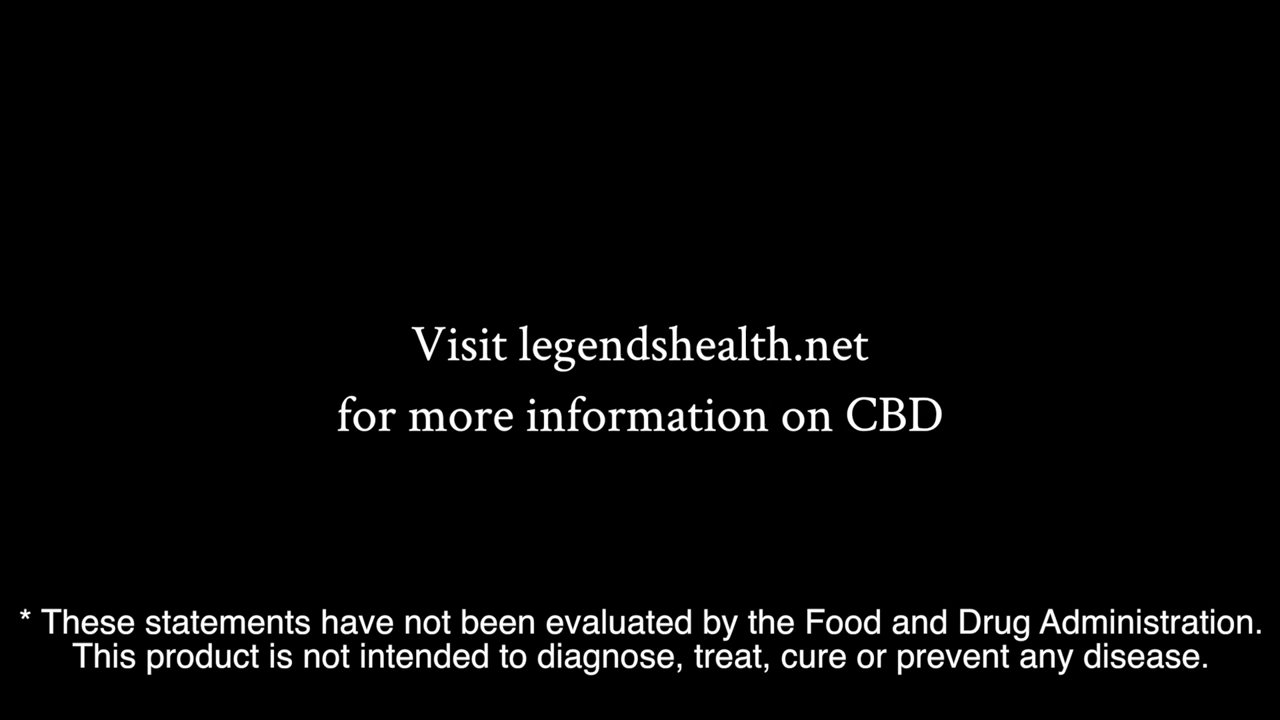 Visit legendshealth.net
for more information on CBD
* These statements have not been evaluated by the Food and Drug Administration.
This product is not intended to diagnose, treat, cure or prevent any disease.